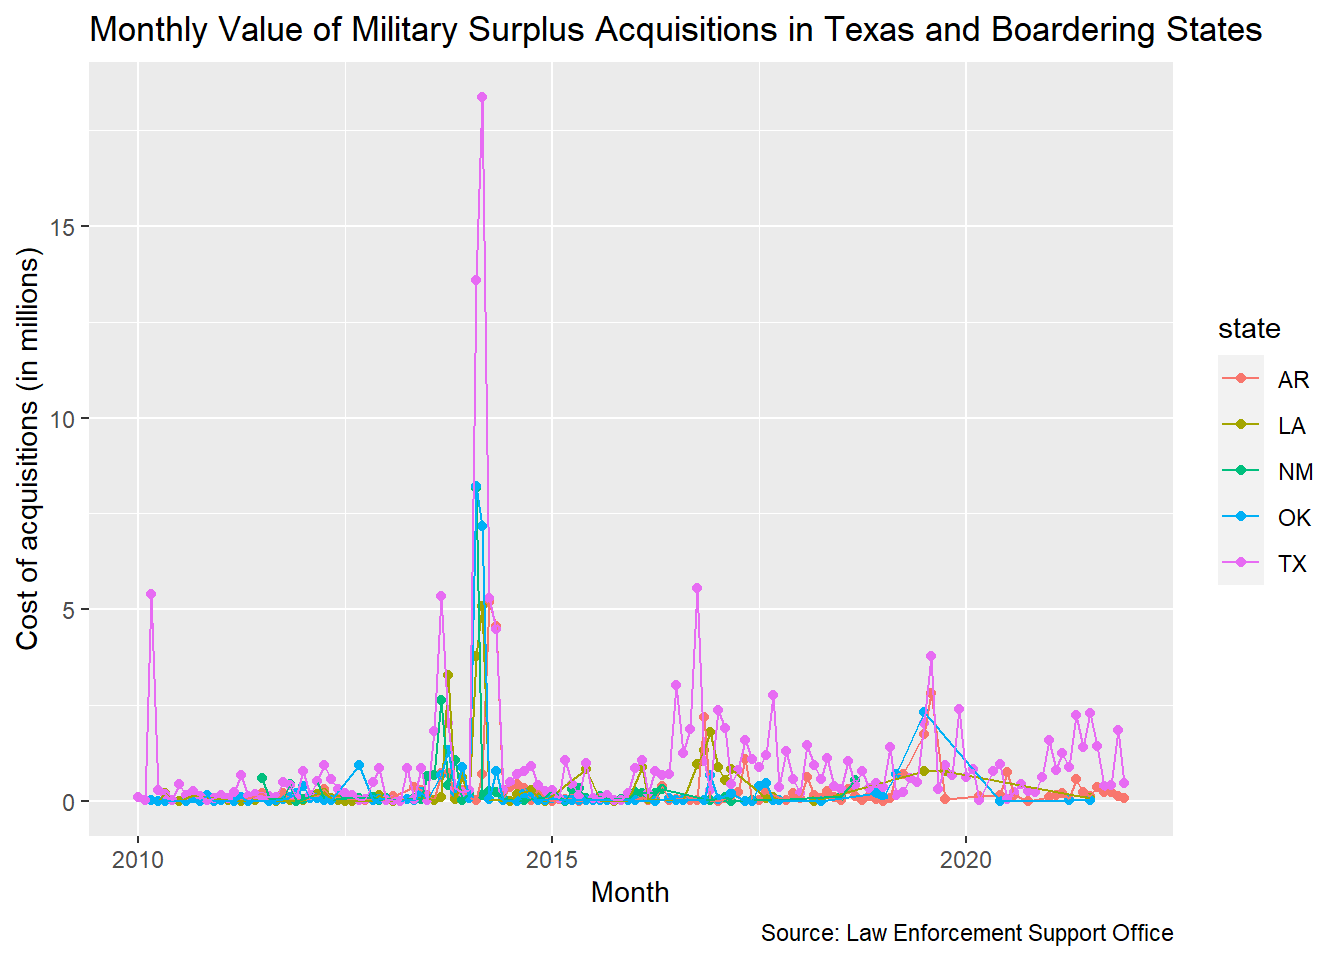 Monthly Value of Military Surplus Acquisitions in Texas and Boardering States
Cost of acquisitions (in millions)
15
10
5
0
2010
2015
2020
Month
state
AR
LA
NM
OK
TX
Source: Law Enforcement Support Office